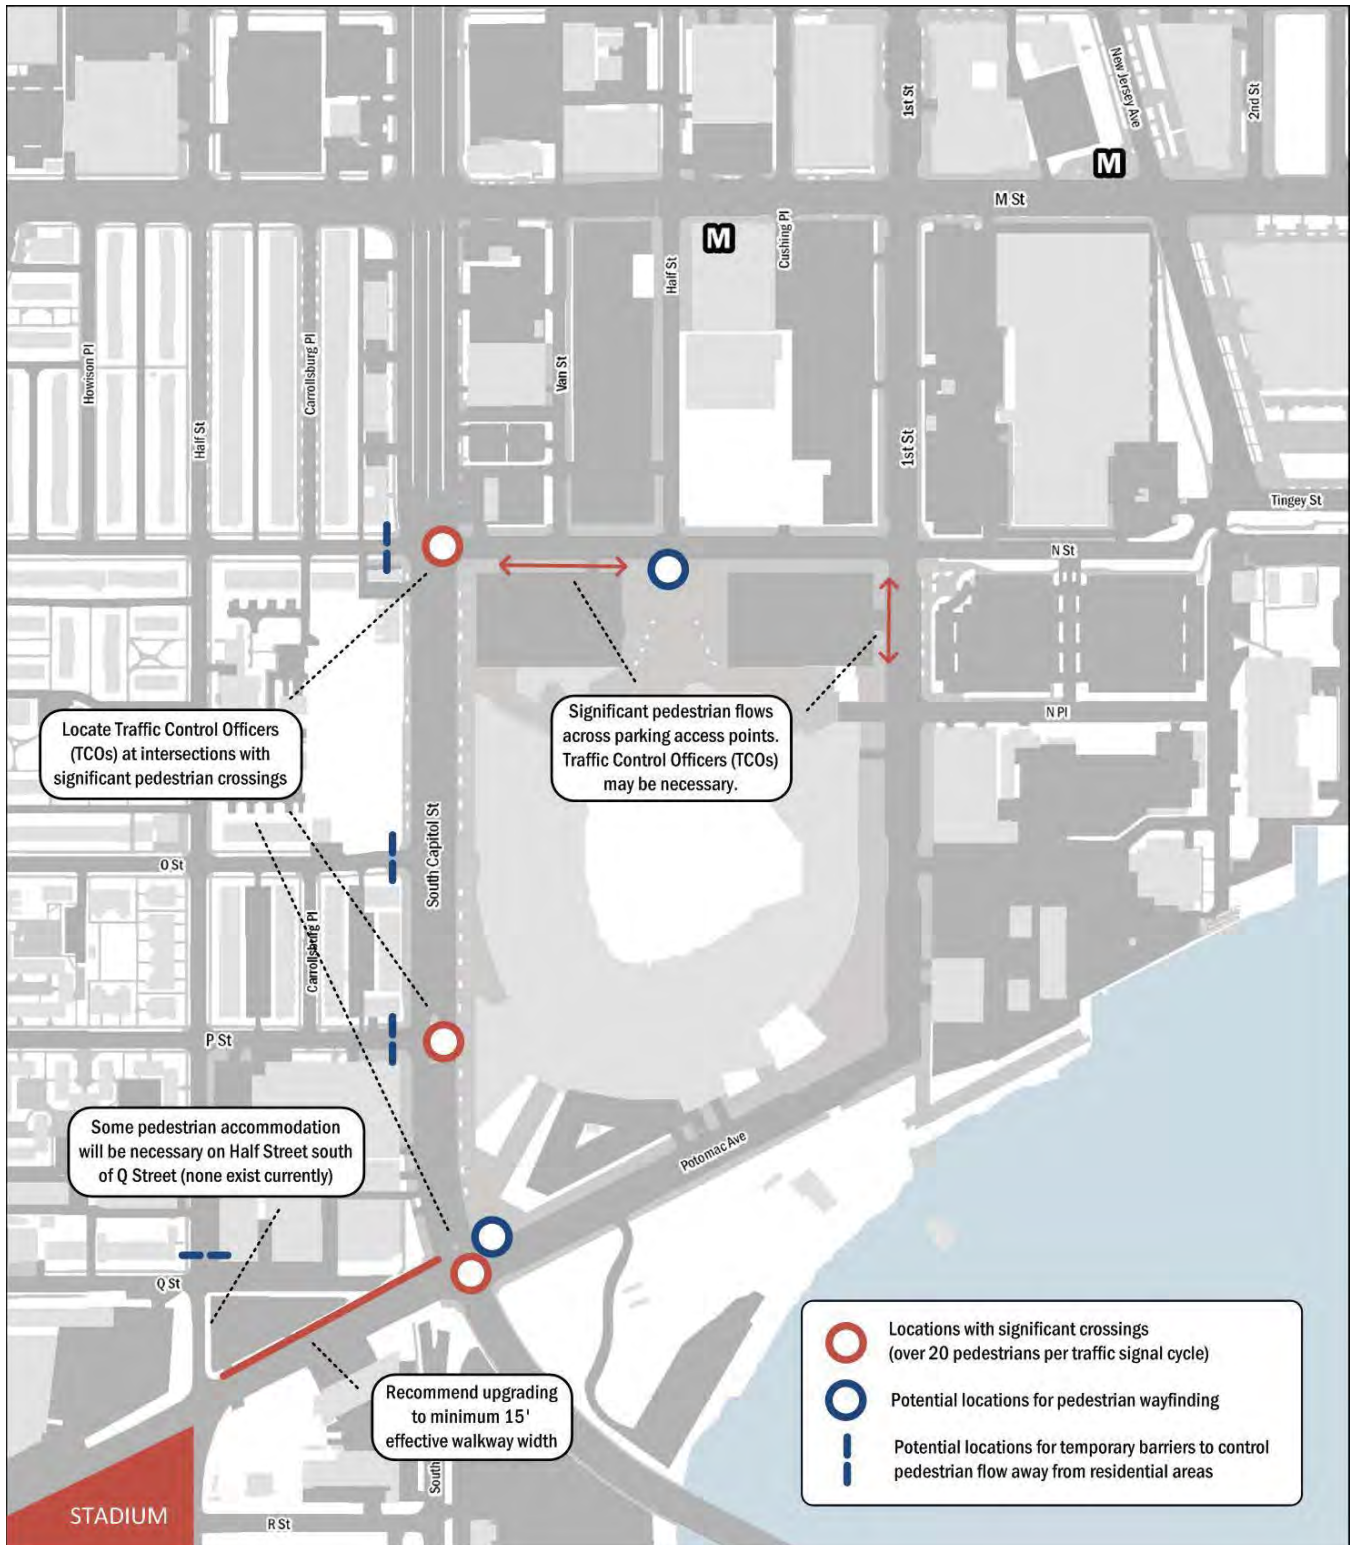 1st St
New Jersey Ave
2nd St
M
M St
M
Cushing Pl
Half St
Howison Pl
Carrollsburg Pl
Van St
Half St
1st St
Tingey St
N St
Locate Traffic Control Officers
(TCOs) at intersections with
significant pedestrian crossings
Significant pedestrian flows
across parking access points.
Traffic Control Officers (TCOs)
may be necessary.
N Pl
South Capitol St
O St
Carrollsburg Pl
P St
Some pedestrian accommodation
will be necessary on Half Street south
of Q Street (none exist currently)
Potomac Ave
Q St
Recommend upgrading
to minimum 15'
effective walkway width
South
STADIUM
R St
Locations with significant crossings
(over 20 pedestrians per traffic signal cycle)
Potential locations for pedestrian wayfinding
Potential locations for temporary barriers to control
pedestrian flow away from residential areas